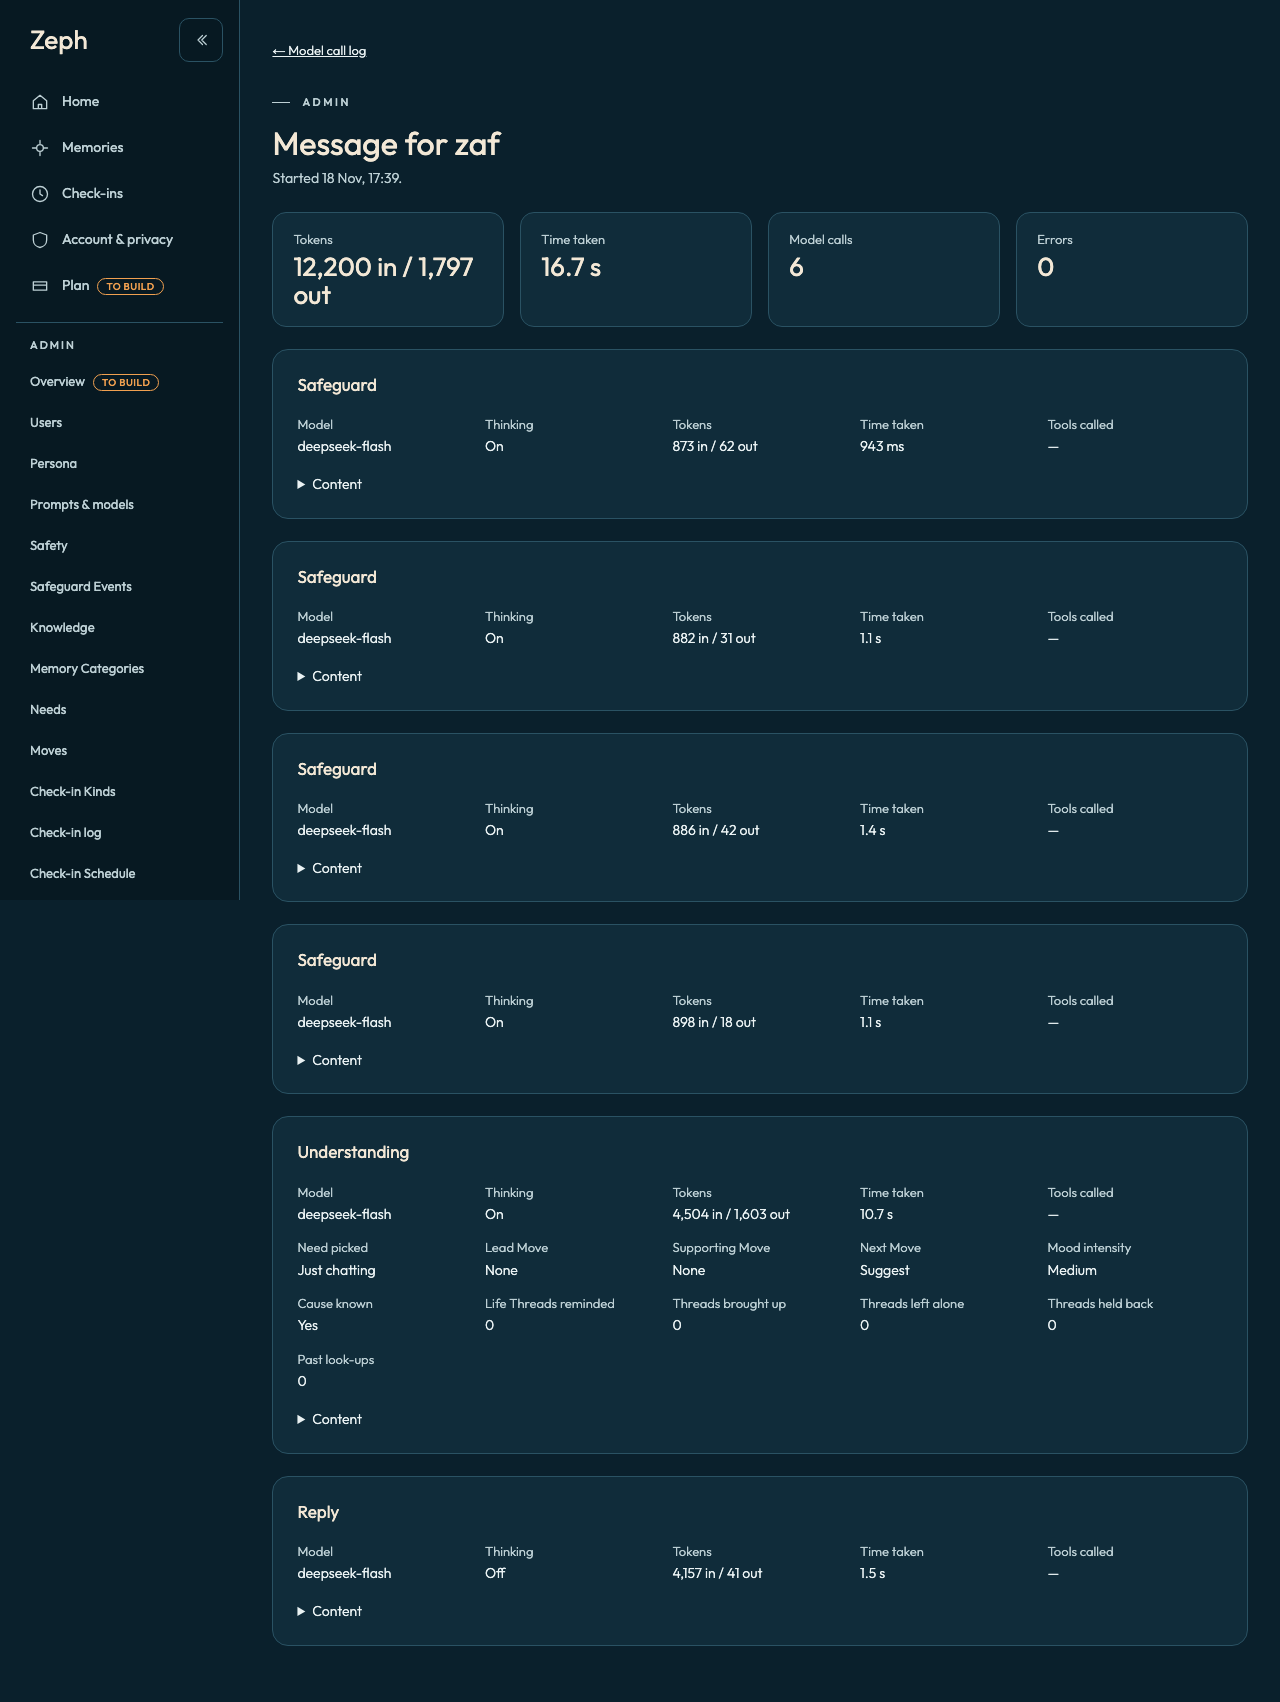 Zeph
Home
Memories
Check-ins
Account & privacy
Plan TO BUILD
ADMIN
Overview TO BUILD
Users
Persona
Prompts & models
Safety
Safeguard Events
Knowledge
Memory Categories
Needs
Moves
Check-in Kinds
Check-in log
Check-in Schedule
← Model call log
— ADMIN
Message for zaf
Started 18 Nov, 17:39.
Tokens
12,200 in / 1,797
out
Time taken
16.7 s
Model calls
6
Errors
0
Safeguard
Model Thinking Tokens Time taken Tools called
deepseek-flash On 873 in / 62 out 943 ms —
▶ Content
Safeguard
Model Thinking Tokens Time taken Tools called
deepseek-flash On 882 in / 31 out 1.1 s —
▶ Content
Safeguard
Model Thinking Tokens Time taken Tools called
deepseek-flash On 886 in / 42 out 1.4 s —
▶ Content
Safeguard
Model Thinking Tokens Time taken Tools called
deepseek-flash On 898 in / 18 out 1.1 s —
▶ Content
Understanding
Model Thinking Tokens Time taken Tools called
deepseek-flash On 4,504 in / 1,603 out 10.7 s —
Need picked Lead Move Supporting Move Next Move Mood intensity
Just chatting None None Suggest Medium
Cause known Life Threads reminded Threads brought up Threads left alone Threads held back
Yes 0 0 0 0
Past look-ups
0
▶ Content
Reply
Model Thinking Tokens Time taken Tools called
deepseek-flash Off 4,157 in / 41 out 1.5 s —
▶ Content